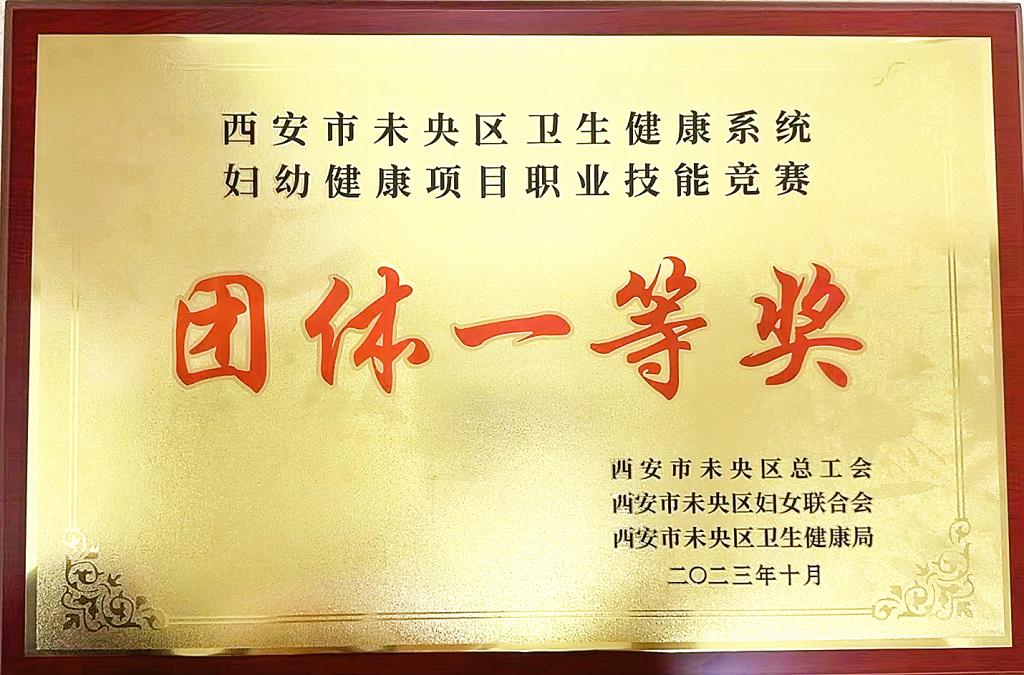 西安市未央区卫生健康系统
妇幼健康项目职业技能竞赛
团体一等奖
西安市未央区总工会
西安市未央区妇女联合会
西安市未央区卫生健康局
二〇二三年十月